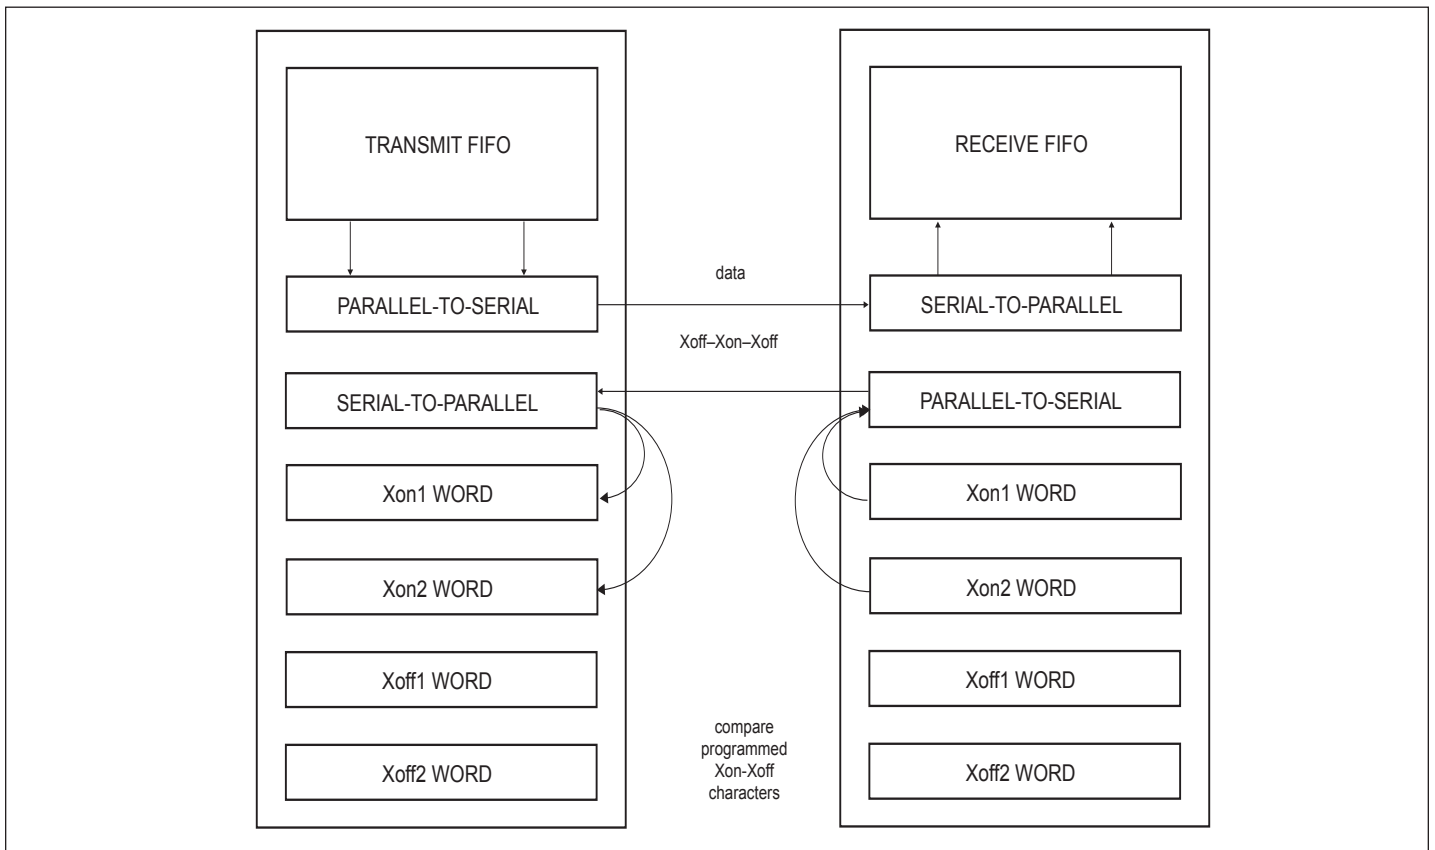 TRANSMIT FIFO
PARALLEL-TO-SERIAL
SERIAL-TO-PARALLEL
Xon1 WORD
Xon2 WORD
Xoff1 WORD
Xoff2 WORD
data
Xoff–Xon–Xoff
compare
programmed
Xon-Xoff
characters
RECEIVE FIFO
SERIAL-TO-PARALLEL
PARALLEL-TO-SERIAL
Xon1 WORD
Xon2 WORD
Xoff1 WORD
Xoff2 WORD